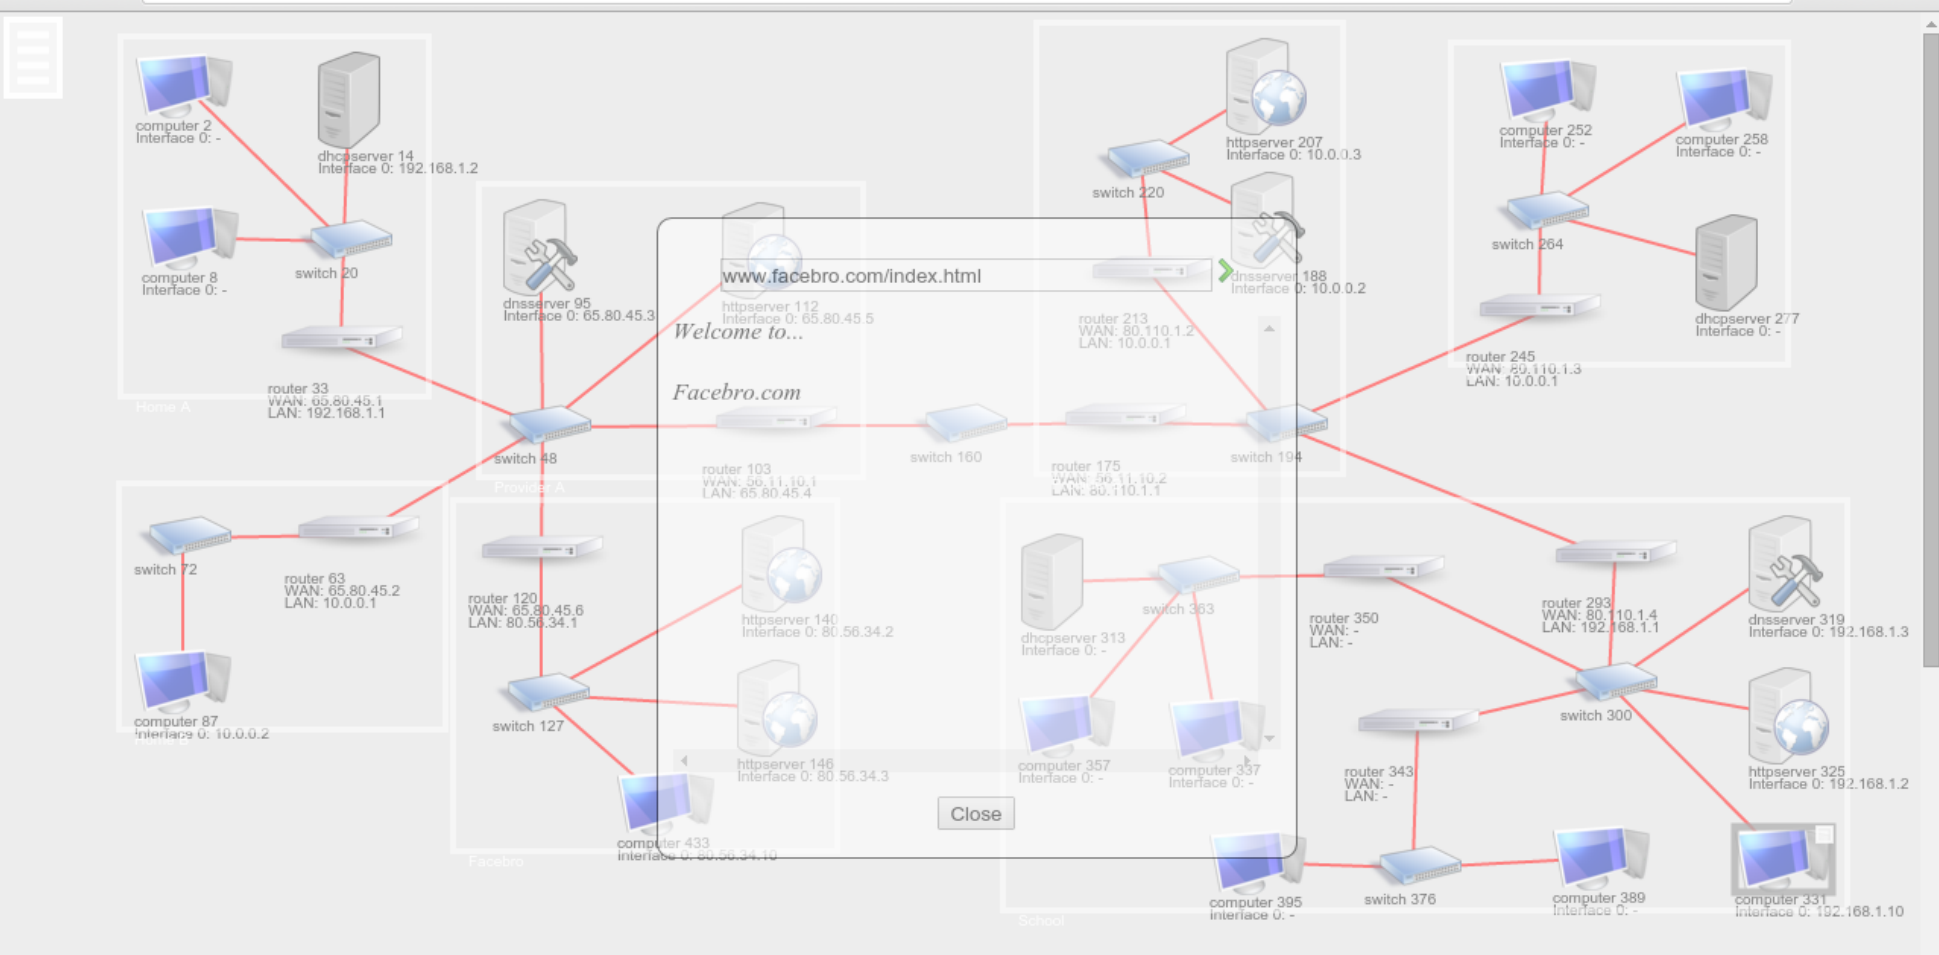 computer 2
Interface 0: -
dhcpserver 14
Interface 0: 192.168.1.2
computer 8
Interface 0: -
switch 20
router 33
WAN: 65.80.45.1
LAN: 192.168.1.1
Home A
dnsserver 95
Interface 0: 65.80.45.3
httpserver 112
Interface 0: 65.80.45.5
switch 48
Provider A
router 103
WAN: 56.11.10.1
LAN: 65.80.45.4
switch 160
router 175
WAN: 56.11.10.2
LAN: 80.110.1.1
switch 194
httpserver 207
Interface 0: 10.0.0.3
switch 220
dnsserver 188
Interface 0: 10.0.0.2
router 213
WAN: 80.110.1.2
LAN: 10.0.0.1
computer 252
Interface 0: -
computer 258
Interface 0: -
switch 264
dhcpserver 277
Interface 0: -
router 245
WAN: 80.110.1.3
LAN: 10.0.0.1
www.facebro.com/index.html
Welcome to...
Facebro.com
Close
switch 72
router 63
WAN: 65.80.45.2
LAN: 10.0.0.1
computer 87
Interface 0: 10.0.0.2
router 120
WAN: 65.80.45.6
LAN: 80.56.34.1
httpserver 140
Interface 0: 80.56.34.2
switch 127
httpserver 146
Interface 0: 80.56.34.3
computer 433
Interface 0: 80.56.34.10
Facebro
dhcpserver 313
Interface 0: -
switch 363
computer 357
Interface 0: -
computer 337
Interface 0: -
router 350
WAN: -
LAN: -
router 293
WAN: 80.110.1.4
LAN: 192.168.1.1
dnsserver 319
Interface 0: 192.168.1.3
switch 300
httpserver 325
Interface 0: 192.168.1.2
router 343
WAN: -
LAN: -
computer 395
Interface 0: -
switch 376
computer 389
Interface 0: -
computer 331
Interface 0: 192.168.1.10
School